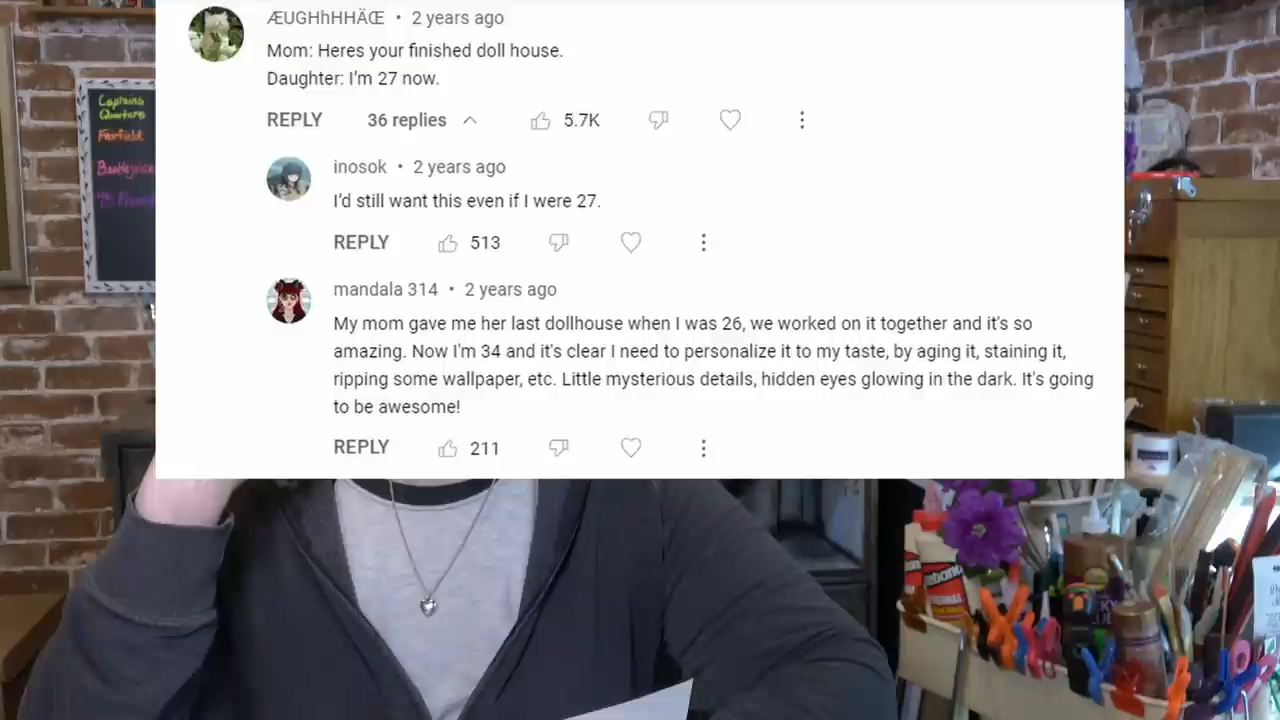 ÆUGHhHHÄŒ • 2 years ago
Mom: Heres your finished doll house.
Daughter: I'm 27 now.
REPLY 36 replies 5.7K
inosok • 2 years ago
I'd still want this even if I were 27.
REPLY 513
mandala 314 • 2 years ago
My mom gave me her last dollhouse when I was 26, we worked on it together and it's so
amazing. Now I'm 34 and it's clear I need to personalize it to my taste, by aging it, staining it,
ripping some wallpaper, etc. Little mysterious details, hidden eyes glowing in the dark. It's going
to be awesome!
REPLY 211
Captains
Quarters
Fairfield